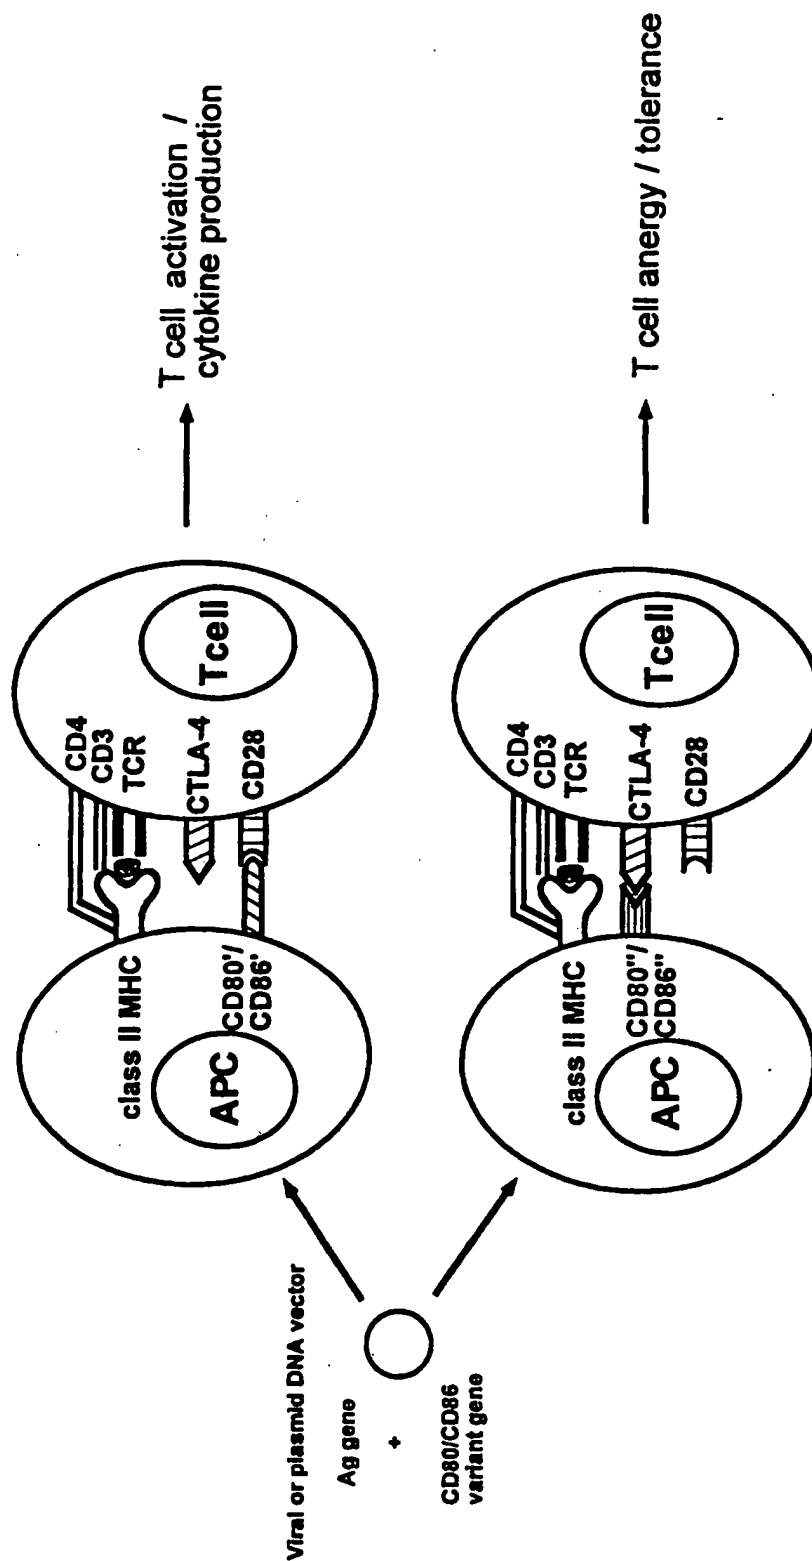 Viral or plasmid DNA vector
Ag gene
+
CD80/CD86
variant gene
class II MHC
APC
CD80'/
CD86'
CD4
CD3
TCR
CTLA-4
CD28
T cell
T cell activation /
cytokine production
class II MHC
APC
CD80''/
CD86''
CD4
CD3
TCR
CTLA-4
CD28
T cell
T cell anergy / tolerance